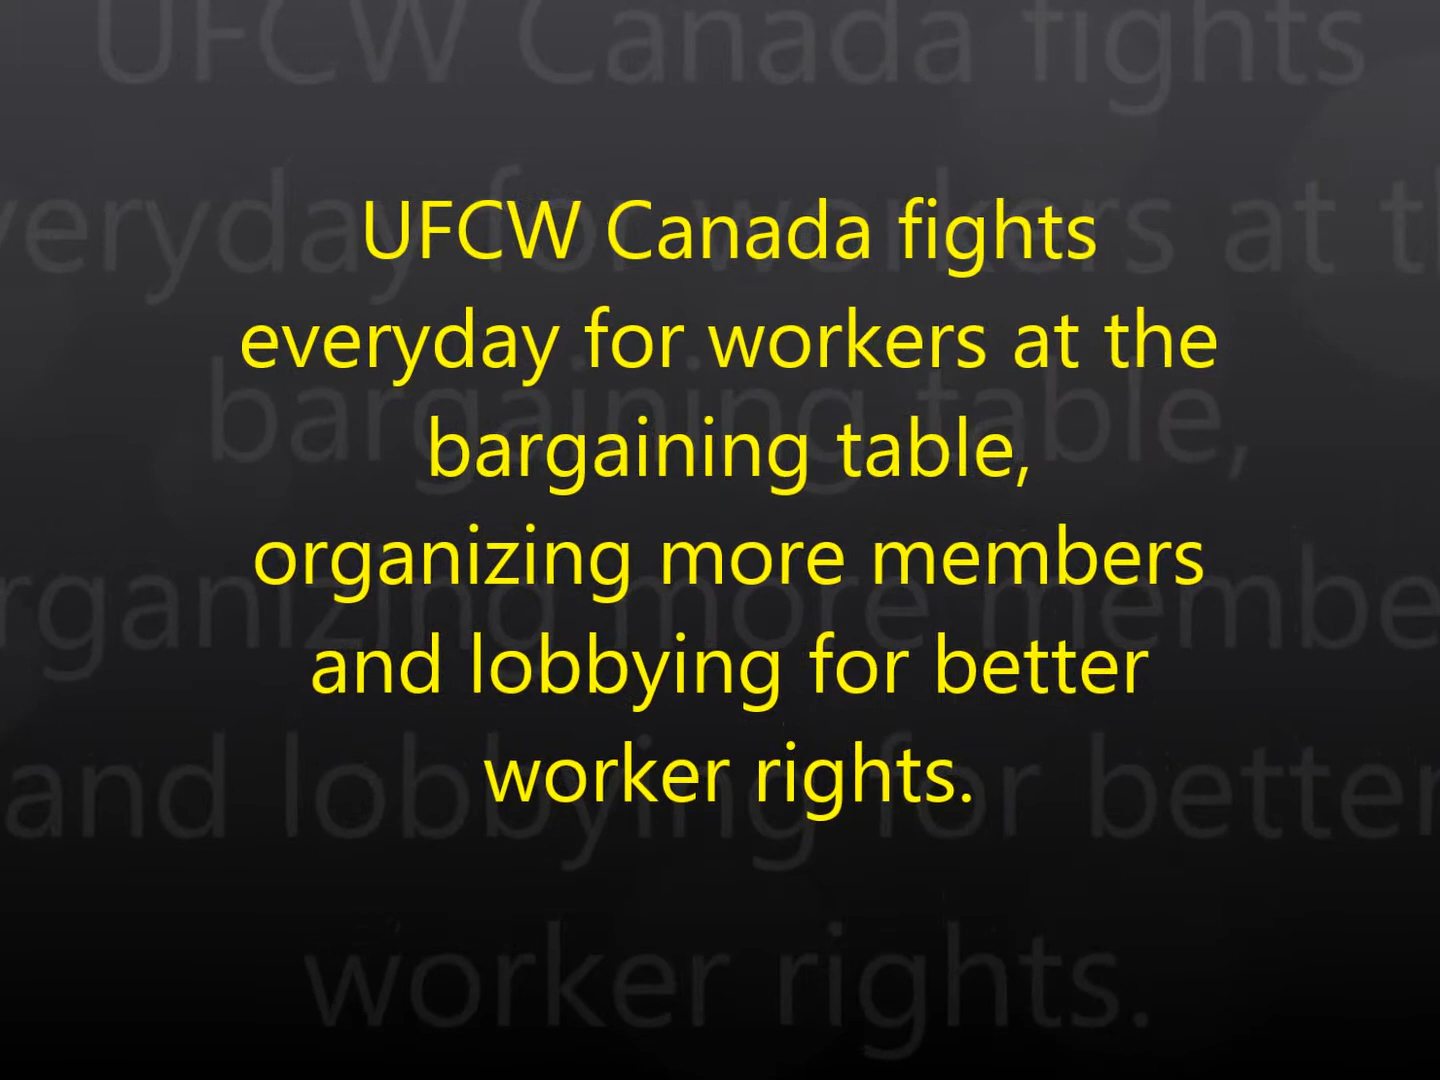 UFCW Canada fights
everyday for workers at the
bargaining table,
organizing more members
and lobbying for better
worker rights.